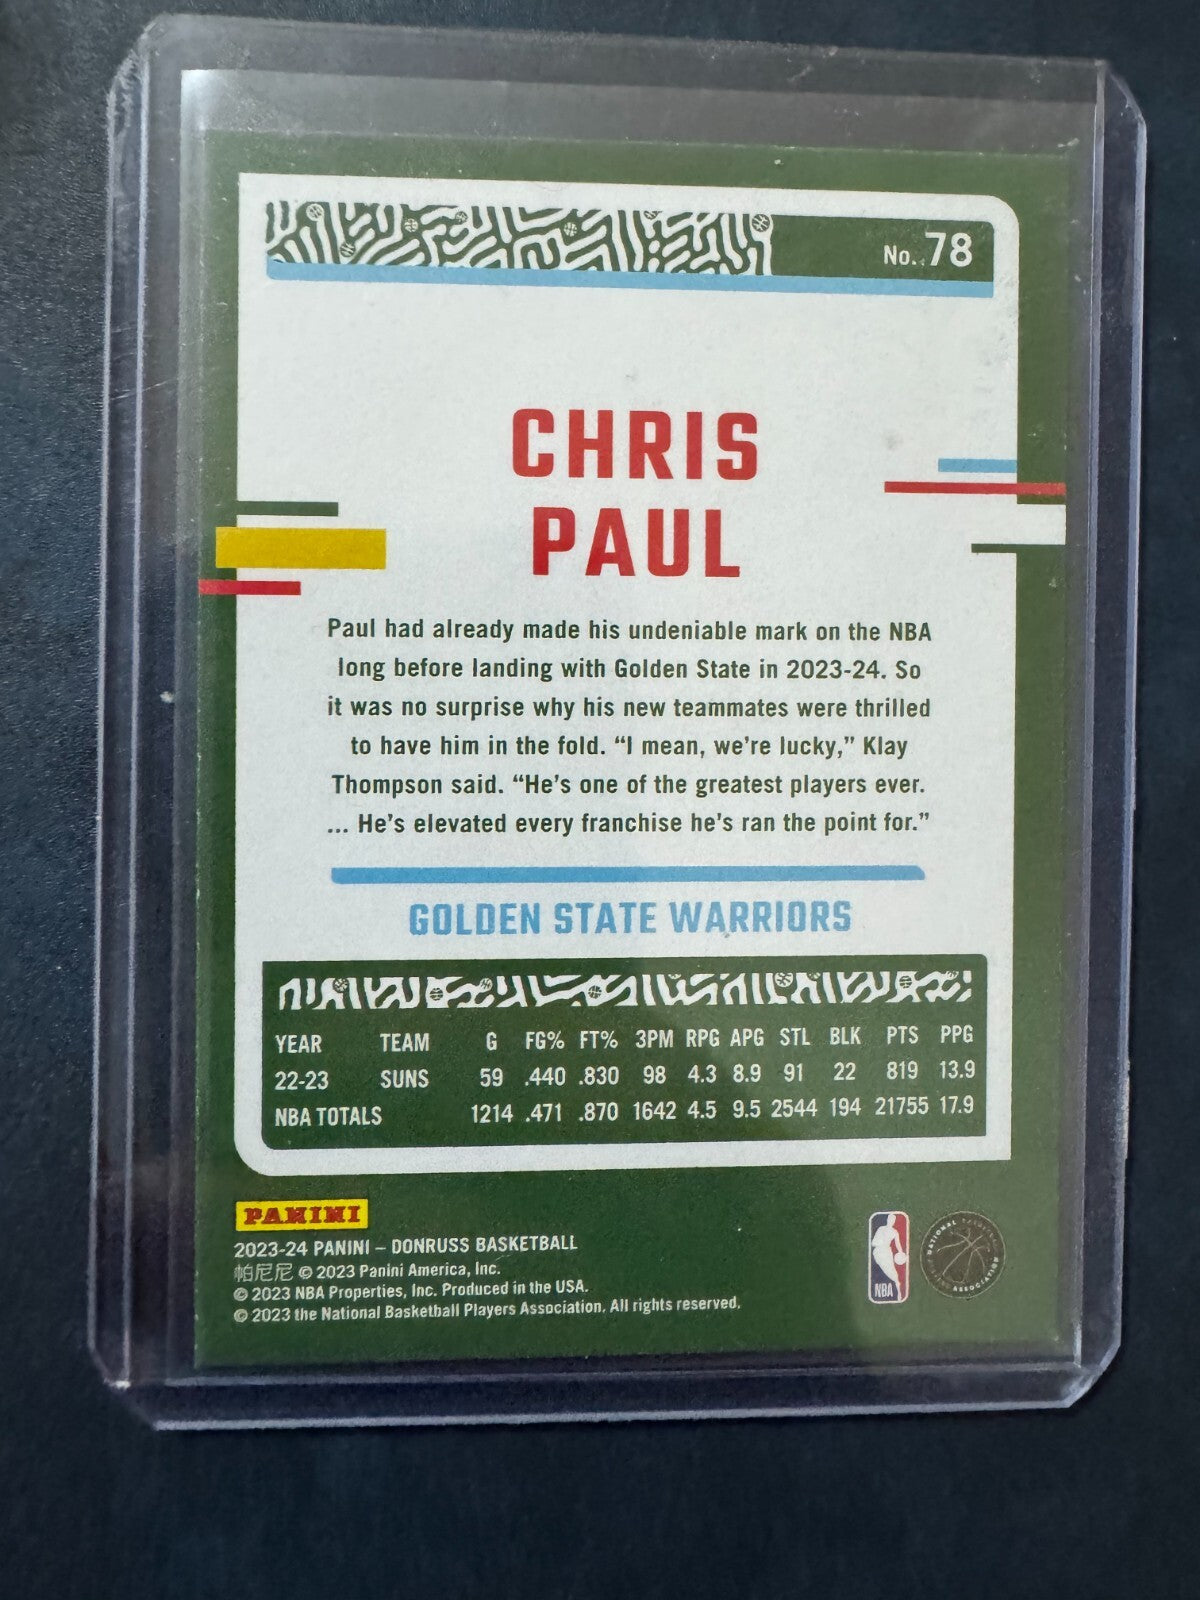 No. 78
CHRIS
PAUL
Paul had already made his undeniable mark on the NBA
long before landing with Golden State in 2023-24. So
it was no surprise why his new teammates were thrilled
to have him in the fold. “I mean, we’re lucky,” Klay
Thompson said. “He’s one of the greatest players ever.
... He’s elevated every franchise he’s ran the point for.”
GOLDEN STATE WARRIORS
YEAR TEAM G FG% FT% 3PM RPG APG STL BLK PTS PPG
22-23 SUNS 59 .440 .830 98 4.3 8.9 91 22 819 13.9
NBA TOTALS 1214 .471 .870 1642 4.5 9.5 2544 194 21755 17.9
PANINI
2023-24 PANINI – DONRUSS BASKETBALL
帕尼尼 © 2023 Panini America, Inc.
© 2023 NBA Properties, Inc. Produced in the USA.
© 2023 the National Basketball Players Association. All rights reserved.
NBA
NATIONAL BASKETBALL PLAYERS ASSOCIATION